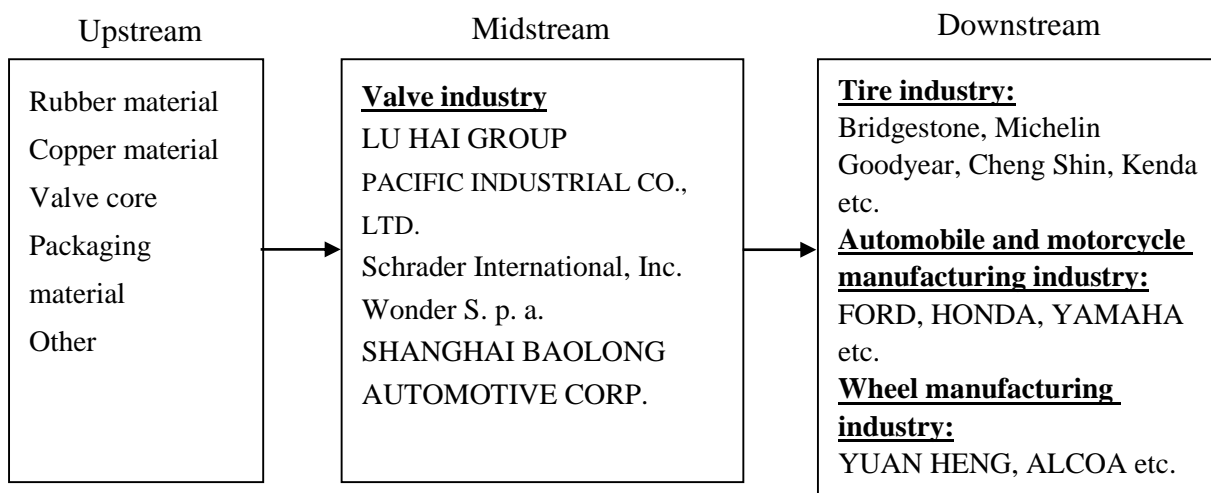 Upstream
Rubber material
Copper material
Valve core
Packaging
material
Other
Midstream
Valve industry
LU HAI GROUP
PACIFIC INDUSTRIAL CO.,
LTD.
Schrader International, Inc.
Wonder S. p. a.
SHANGHAI BAOLONG
AUTOMOTIVE CORP.
Downstream
Tire industry:
Bridgestone, Michelin
Goodyear, Cheng Shin, Kenda
etc.
Automobile and motorcycle
manufacturing industry:
FORD, HONDA, YAMAHA
etc.
Wheel manufacturing
industry:
YUAN HENG, ALCOA etc.